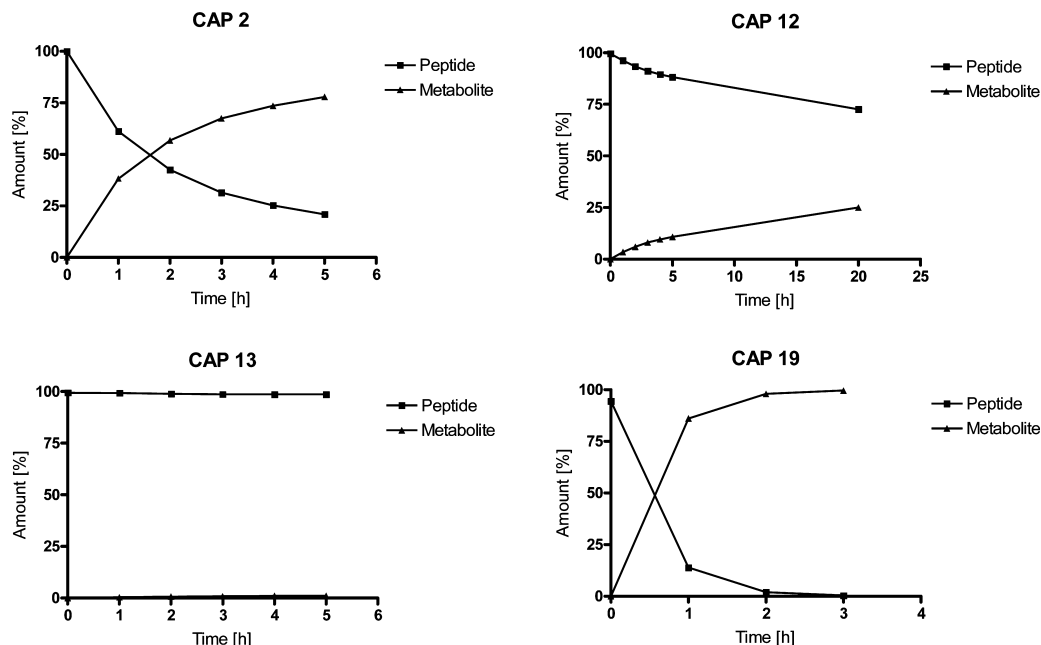 CAP 2
100
75
50
25
0
Amount [%]
0 1 2 3 4 5 6
Time [h]
Peptide
Metabolite
CAP 12
100
75
50
25
0
Amount [%]
0 5 10 15 20 25
Time [h]
Peptide
Metabolite
CAP 13
100
75
50
25
0
Amount [%]
0 1 2 3 4 5 6
Time [h]
Peptide
Metabolite
CAP 19
100
75
50
25
0
Amount [%]
0 1 2 3 4
Time [h]
Peptide
Metabolite